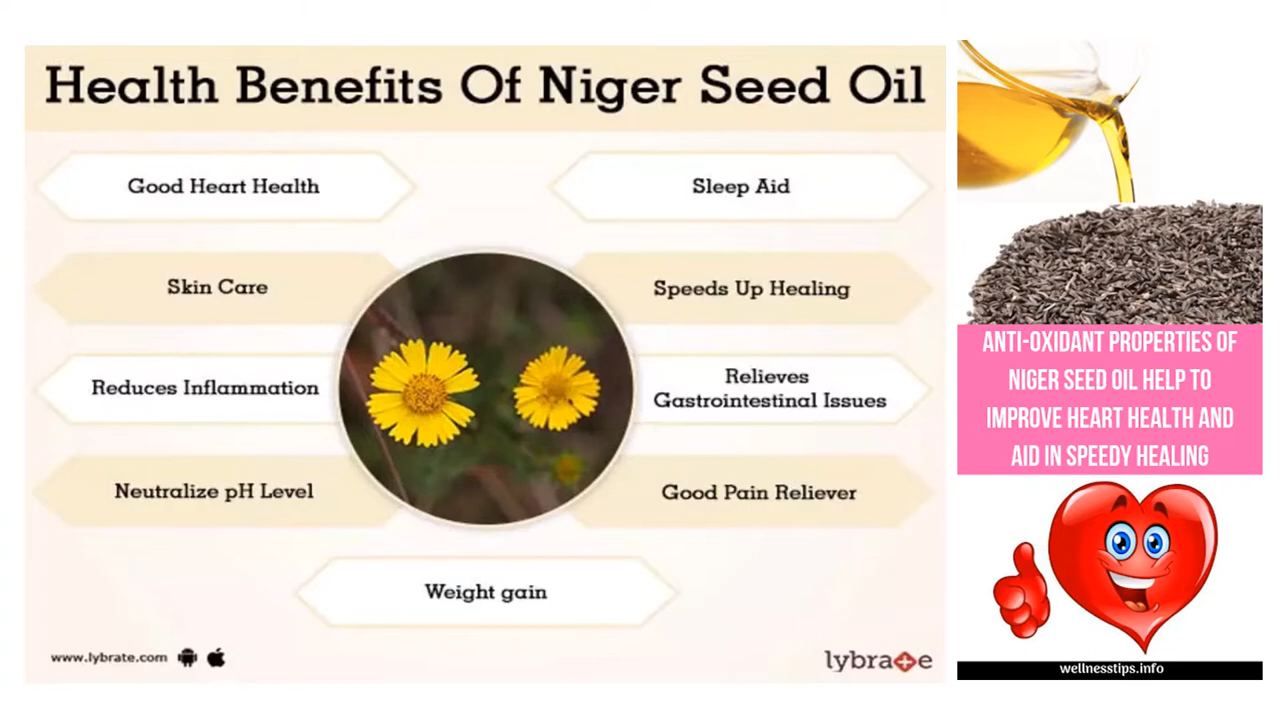 Health Benefits Of Niger Seed Oil
Good Heart Health
Sleep Aid
Skin Care
Speeds Up Healing
Reduces Inflammation
Relieves
Gastrointestinal Issues
Neutralize pH Level
Good Pain Reliever
Weight gain
www.lybrate.com
lybrate
ANTI-OXIDANT PROPERTIES OF
NIGER SEED OIL HELP TO
IMPROVE HEART HEALTH AND
AID IN SPEEDY HEALING
wellnesstips.info